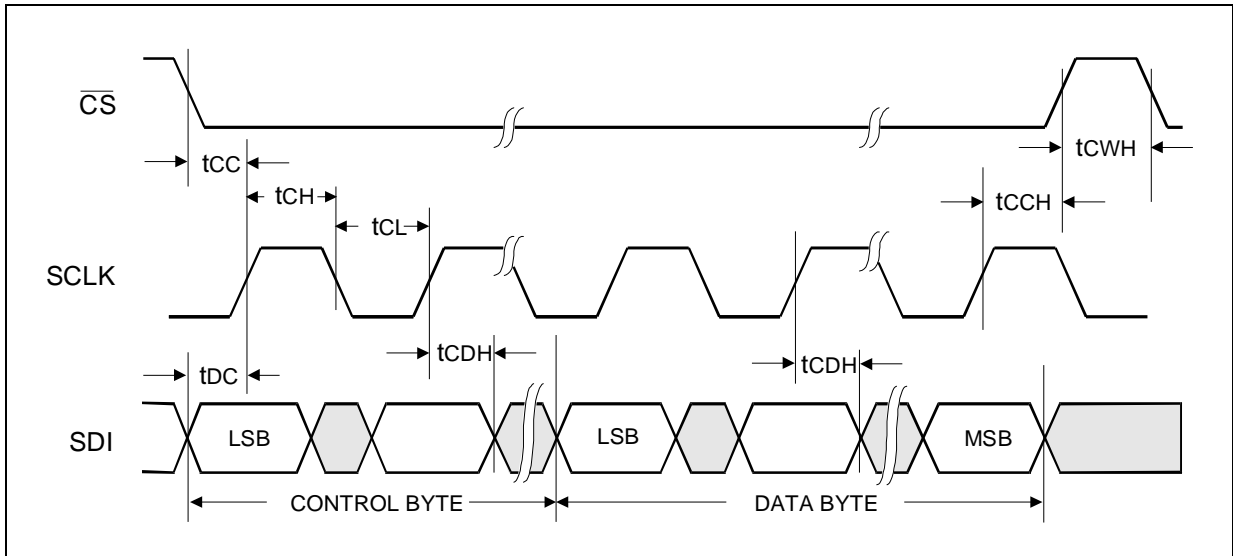 CS
tCC
tCWH
tCH
tCCH
tCL
SCLK
tCDH
tCDH
tDC
SDI
LSB
LSB
MSB
CONTROL BYTE
DATA BYTE